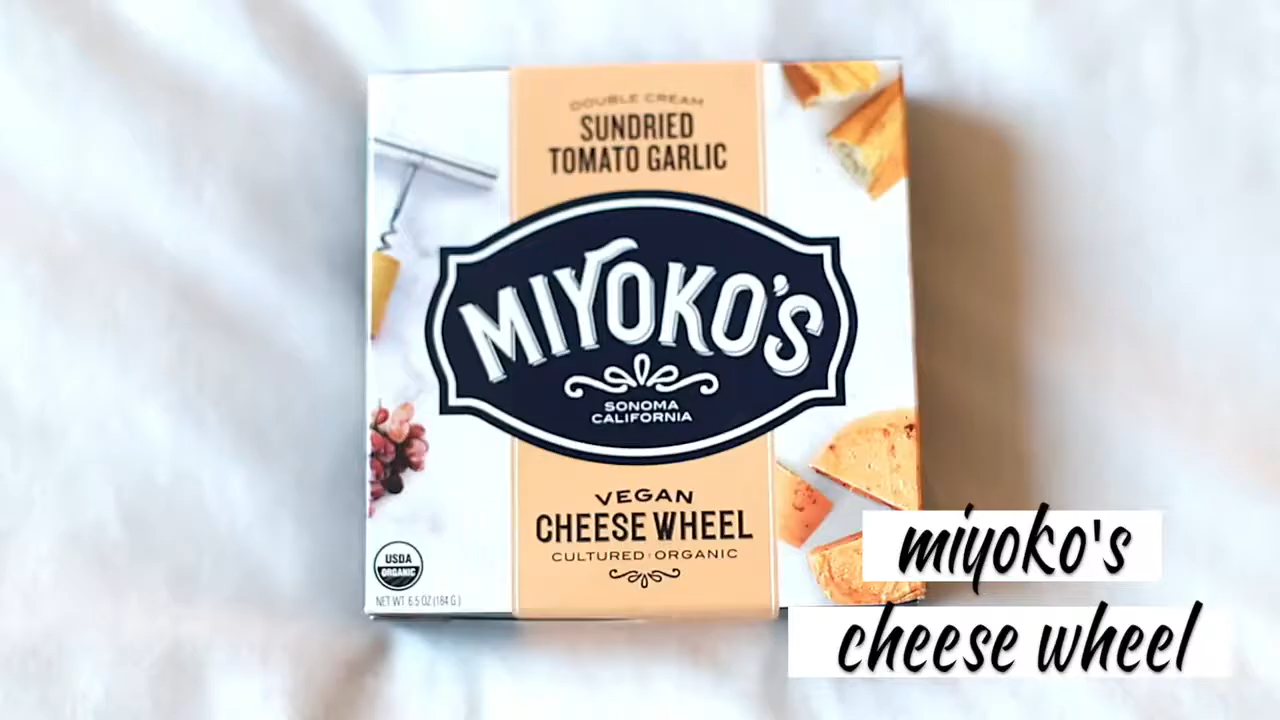 DOUBLE CREAM
SUNDRIED
TOMATO GARLIC
MIYOKO'S
SONOMA
CALIFORNIA
VEGAN
CHEESE WHEEL
CULTURED ORGANIC
USDA
ORGANIC
NET WT. 6.5 OZ (184 G)
miyoko's
cheese wheel